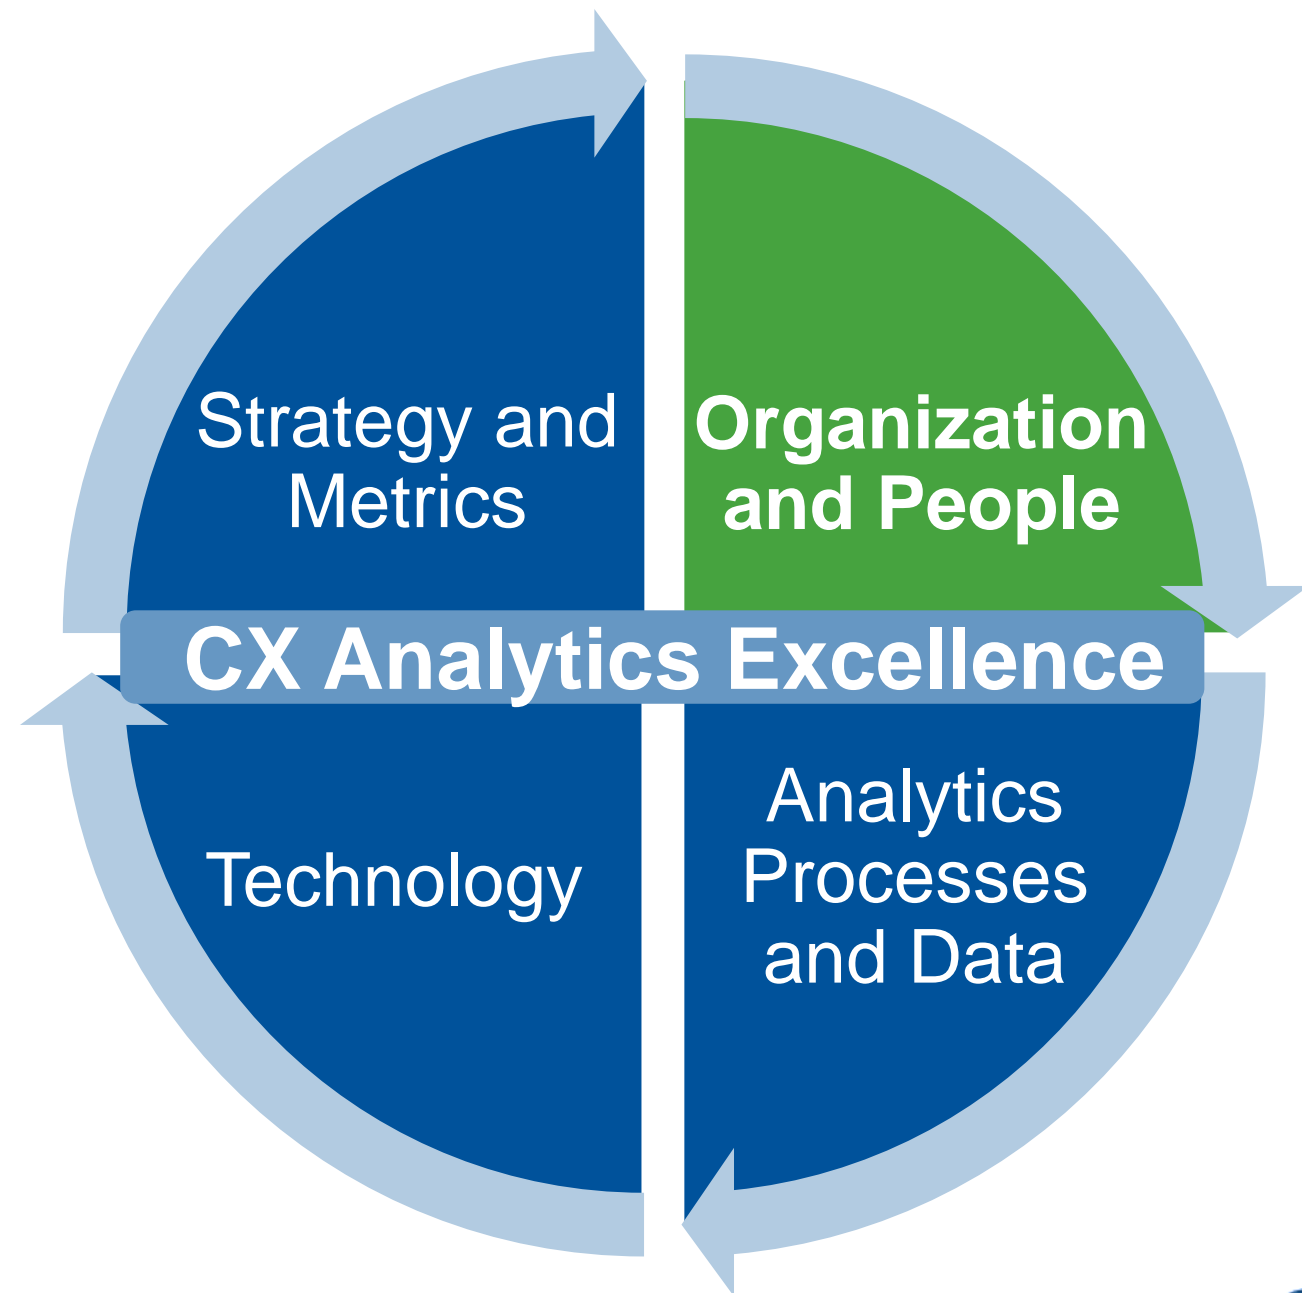 Strategy and
Metrics
Organization
and People
CX Analytics Excellence
Technology
Analytics
Processes
and Data